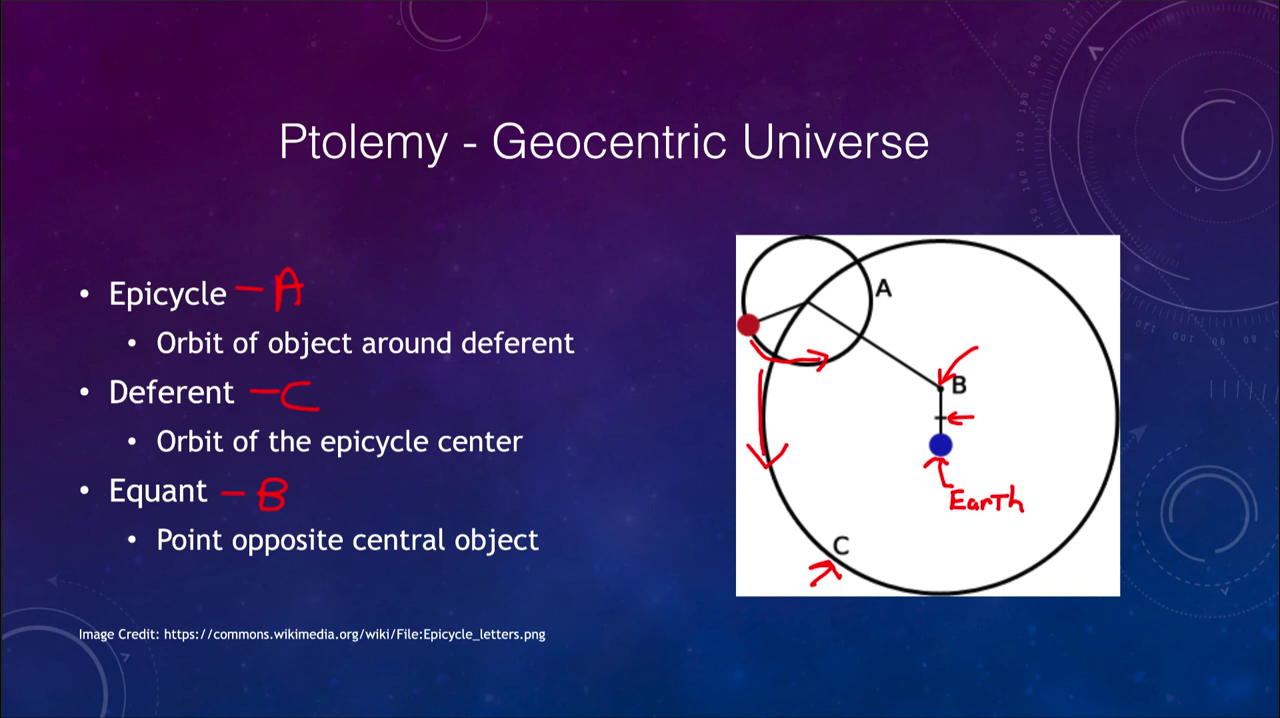 Ptolemy - Geocentric Universe
• Epicycle - A
• Orbit of object around deferent
• Deferent - C
• Orbit of the epicycle center
• Equant - B
• Point opposite central object
A
B
EarTh
C
Image Credit: https://commons.wikimedia.org/wiki/File:Epicycle_letters.png